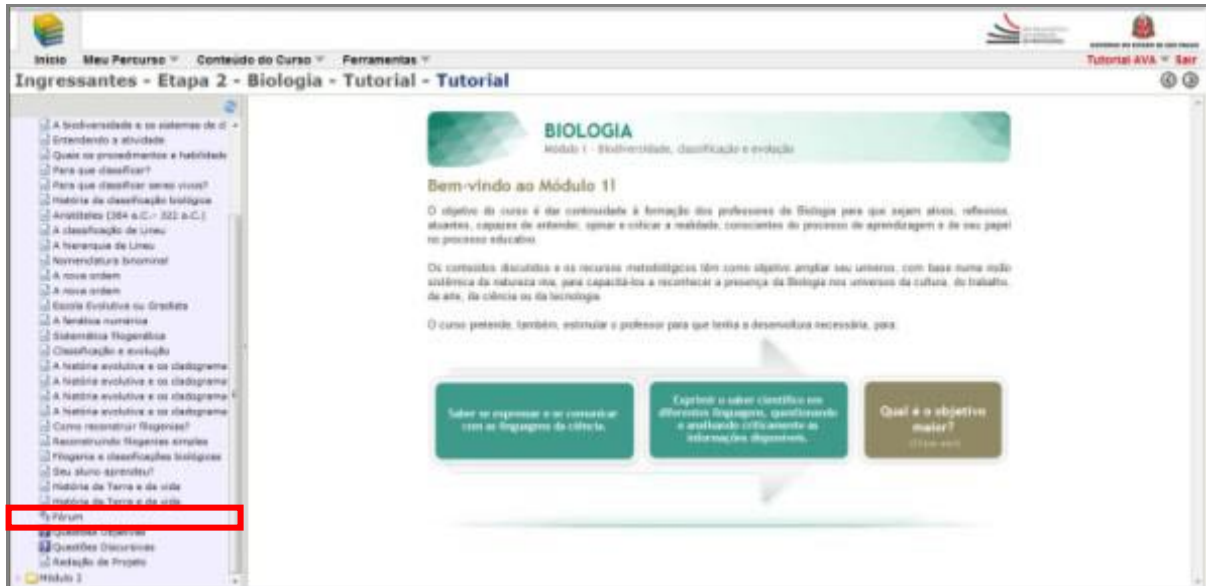 Início Meu Percurso Conteúdo do Curso Ferramentas
GOVERNO DO ESTADO DE SÃO PAULO
Tutorial AVA Sair
Ingressantes - Etapa 2 - Biologia - Tutorial - Tutorial
A biodiversidade e os sistemas de cl
Entendendo a atividade
Quais os procedimentos e habilidade
Para que classificar?
Para que classificar seres vivos?
História da classificação biológica
Aristóteles (384 a.C.- 322 a.C.)
A classificação de Lineu
A hierarquia de Lineu
Nomenclatura binominal
A nova ordem
A nova ordem
Escola Evolutiva ou Gradista
A fenética numérica
Sistemática filogenética
Classificação e evolução
A história evolutiva e os cladograma
A história evolutiva e os cladograma
A história evolutiva e os cladograma
A história evolutiva e os cladograma
Como reconstruir filogenias?
Reconstruindo filogenias simples
Filogenia e classificações biológicas
Seu aluno aprendeu?
História da Terra e da vida
História da Terra e da vida
Fórum
Questões Objetivas
Questões Discursivas
Redação de Projeto
Módulo 2
BIOLOGIA
Módulo 1 - Biodiversidade, classificação e evolução
Bem-vindo ao Módulo 1!
O objetivo do curso é dar continuidade à formação dos professores de Biologia para que sejam ativos, reflexivos,
atuantes, capazes de entender, opinar e criticar a realidade, conscientes do processo de aprendizagem e de seu papel
no processo educativo.
Os conteúdos discutidos e os recursos metodológicos têm como objetivo ampliar seu universo, com base numa visão
sistêmica da natureza viva, para capacitá-los a reconhecer a presença da Biologia nos universos da cultura, do trabalho,
da arte, da ciência ou da tecnologia.
O curso pretende, também, estimular o professor para que tenha a desenvoltura necessária, para:
Saber se expressar e se comunicar
com as linguagens da ciência.
Exprimir o saber científico em
diferentes linguagens, questionando
e analisando criticamente as
informações disponíveis.
Qual é o objetivo
maior?
(Clique aqui)